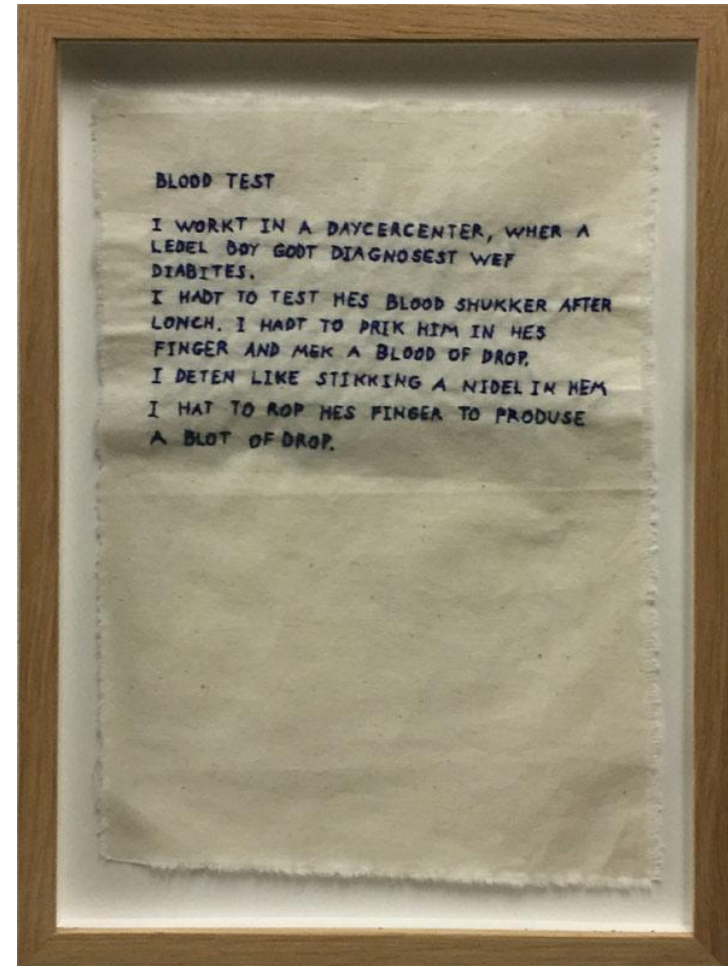 BLOOD TEST
I WORKT IN A DAYCERCENTER, WHER A
LEDEL BOY GODT DIAGNOSEST WEF
DIABITES.
I HADT TO TEST HES BLOOD SHUKKER AFTER
LONCH. I HADT TO PRIK HIM IN HES
FINGER AND MEK A BLOOD OF DROP.
I DETEN LIKE STIKKING A NIDEL IN HEM
I HAT TO ROP HES FINGER TO PRODUSE
A BLOT OF DROP.